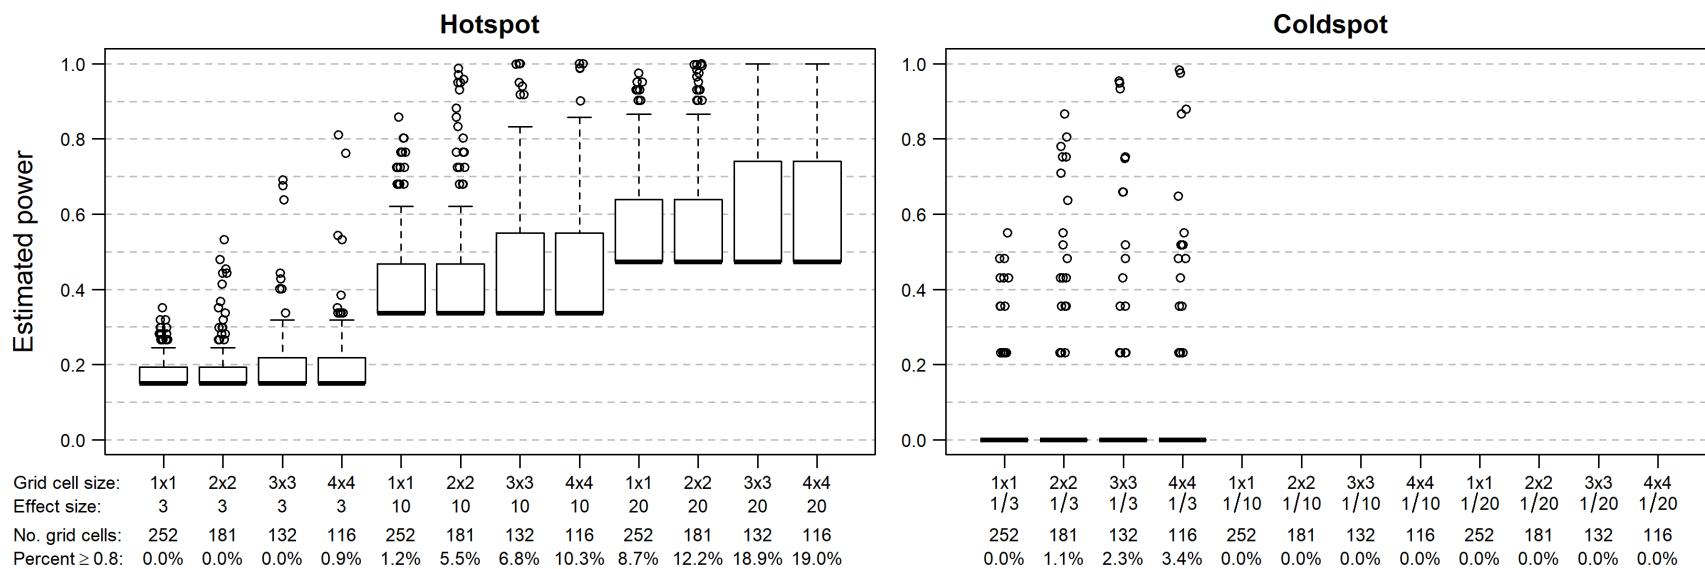 Hotspot
Coldspot
Estimated power
1.0
0.8
0.6
0.4
0.2
0.0
1.0
0.8
0.6
0.4
0.2
0.0
Grid cell size: 1x1 2x2 3x3 4x4 1x1 2x2 3x3 4x4 1x1 2x2 3x3 4x4 1x1 2x2 3x3 4x4 1x1 2x2 3x3 4x4 1x1 2x2 3x3 4x4
Effect size: 3 3 3 3 10 10 10 10 20 20 20 20 1/3 1/3 1/3 1/3 1/10 1/10 1/10 1/10 1/20 1/20 1/20 1/20
No. grid cells: 252 181 132 116 252 181 132 116 252 181 132 116 252 181 132 116 252 181 132 116 252 181 132 116
Percent ≥ 0.8: 0.0% 0.0% 0.0% 0.9% 1.2% 5.5% 6.8% 10.3% 8.7% 12.2% 18.9% 19.0% 0.0% 1.1% 2.3% 3.4% 0.0% 0.0% 0.0% 0.0% 0.0% 0.0% 0.0% 0.0%